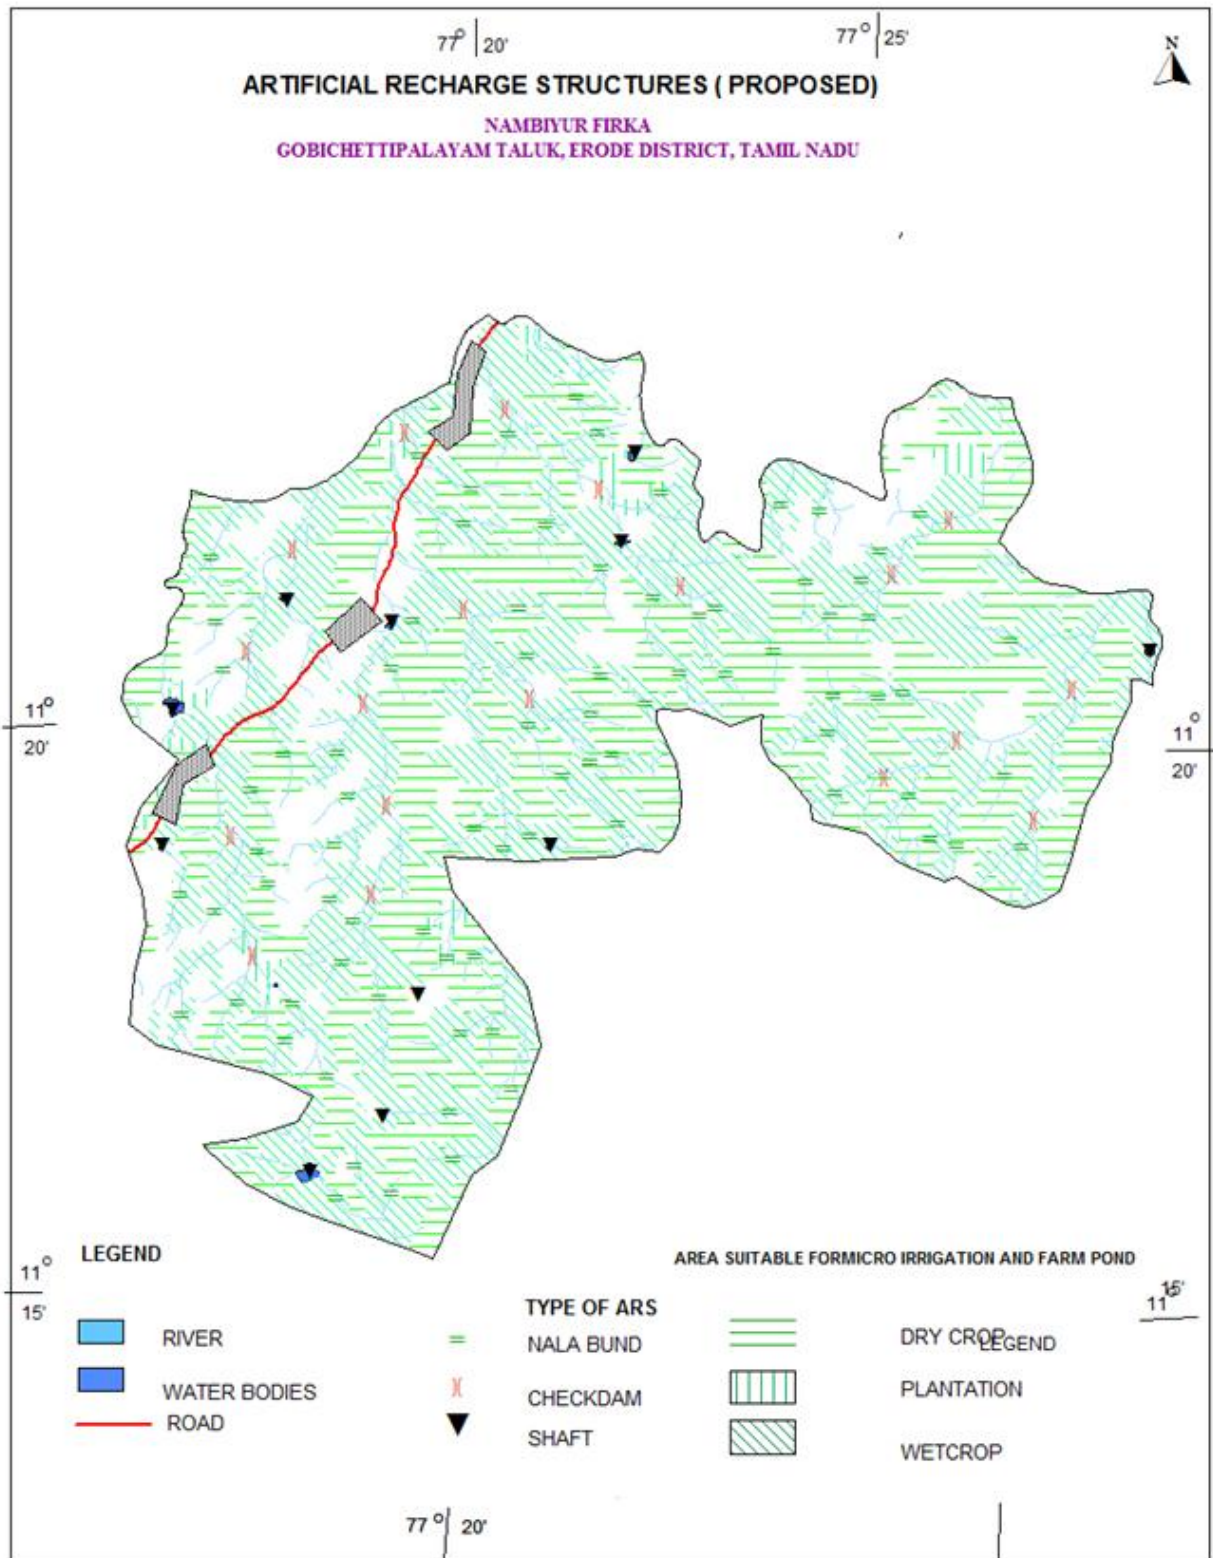 77° 20'
77° 25'
N
ARTIFICIAL RECHARGE STRUCTURES ( PROPOSED)
NAMBIYUR FIRKA
GOBICHETTIPALAYAM TALUK, ERODE DISTRICT, TAMIL NADU
11°
20'
11°
20'
LEGEND
AREA SUITABLE FORMICRO IRRIGATION AND FARM POND
11°
15'
15'
11°
TYPE OF ARS
RIVER
NALA BUND
DRY CROP
LEGEND
WATER BODIES
CHECKDAM
PLANTATION
ROAD
SHAFT
WETCROP
77° 20'